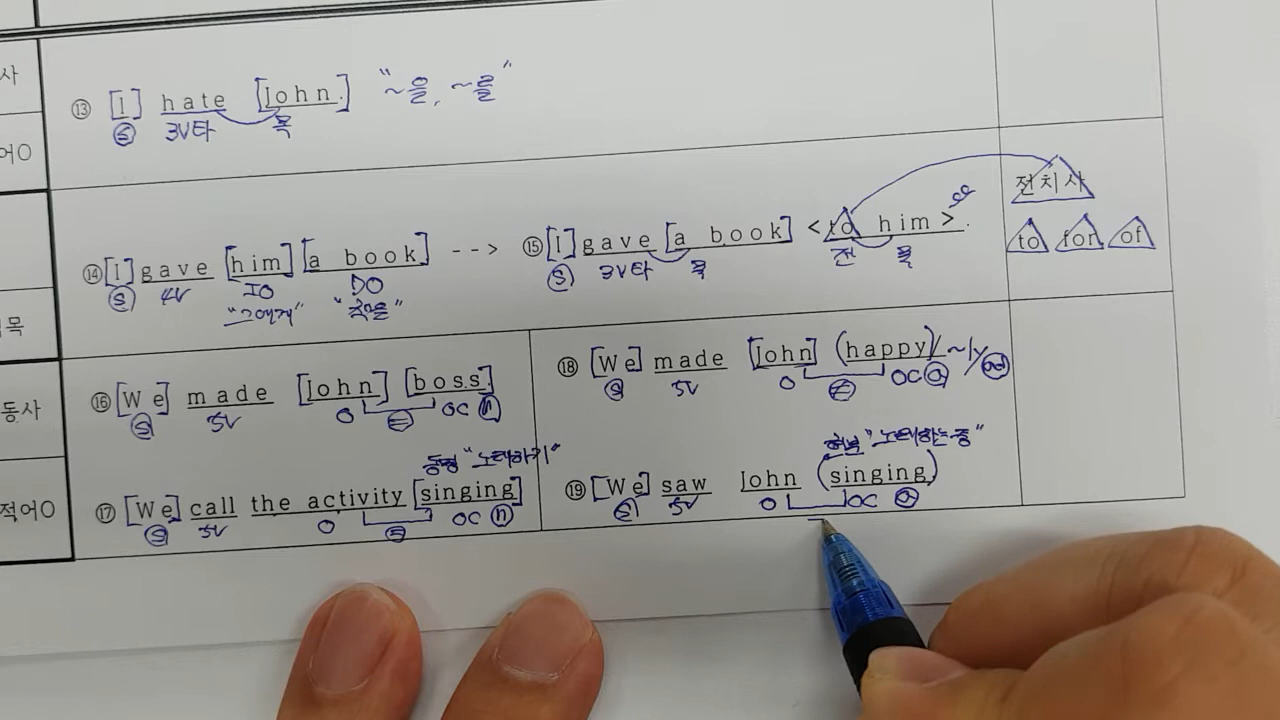 사
⑬ [I] hate [John.] "~을, ~를"
ⓢ 3V타 목
어O
전치사
⑭ [I] gave [him] [a book] --> ⑮ [I] gave [a book] <to him>.
to for of
ⓢ 4V IO DO ⓢ 3V타 목 전 목
"그에게" "책을"
목
⑯ [We] made [John] [boss.] ⑱ [We] made [John] (happy) ~ly ad
ⓢ 5V O = OC ⓝ ⓢ 5V O ≠ OC ⓐ
동사
동명 "노래하기" 현분 "노래하는 중"
⑰ [We] call the activity [singing] ⑲ [We] saw John (singing)
ⓢ 5V O = OC ⓝ ⓢ 5V O OC ⓐ
적어O